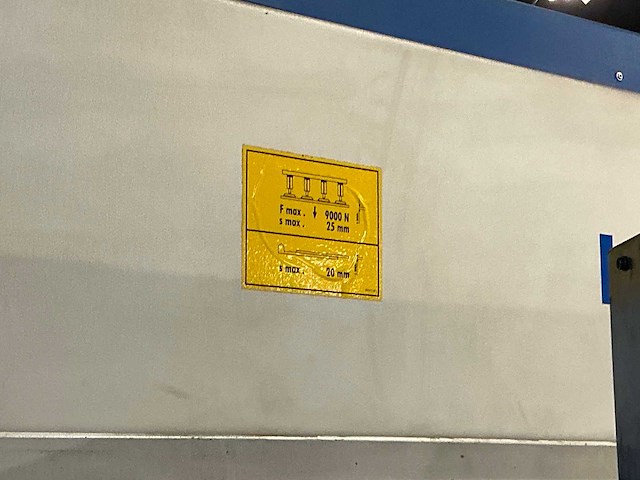 F max. ↓ 9000 N
s max. 25 mm
s max. 20 mm